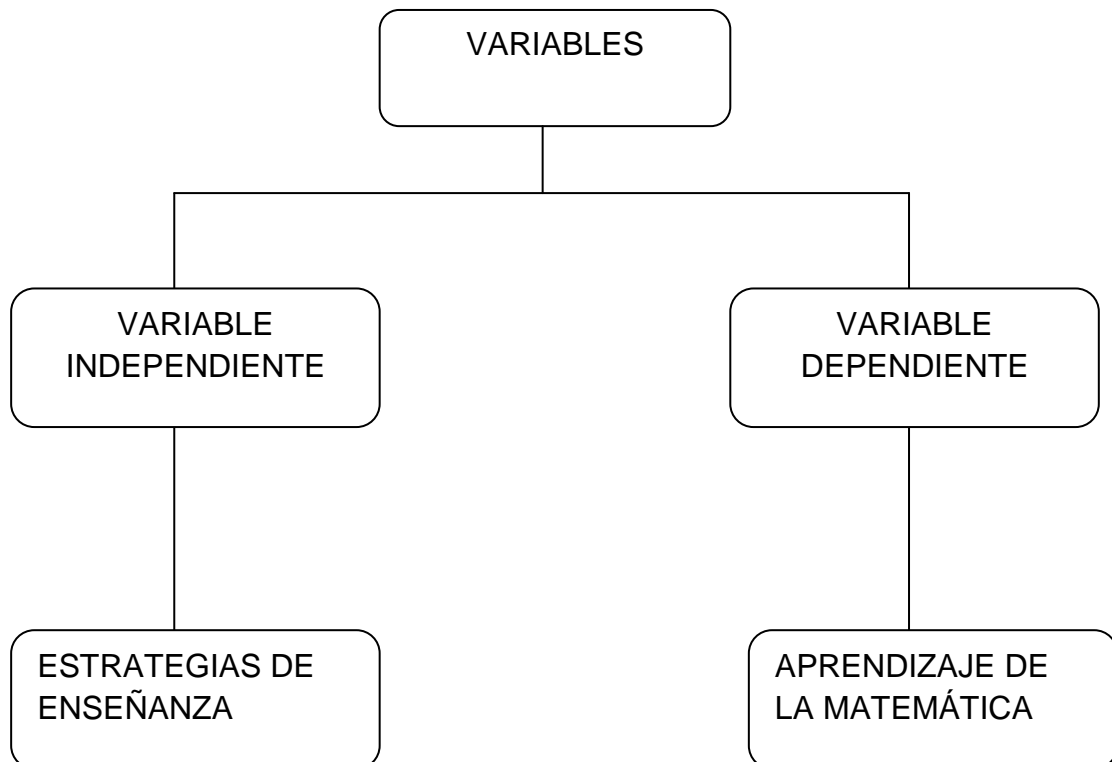 VARIABLES
VARIABLE
INDEPENDIENTE
VARIABLE
DEPENDIENTE
ESTRATEGIAS DE
ENSEÑANZA
APRENDIZAJE DE
LA MATEMÁTICA